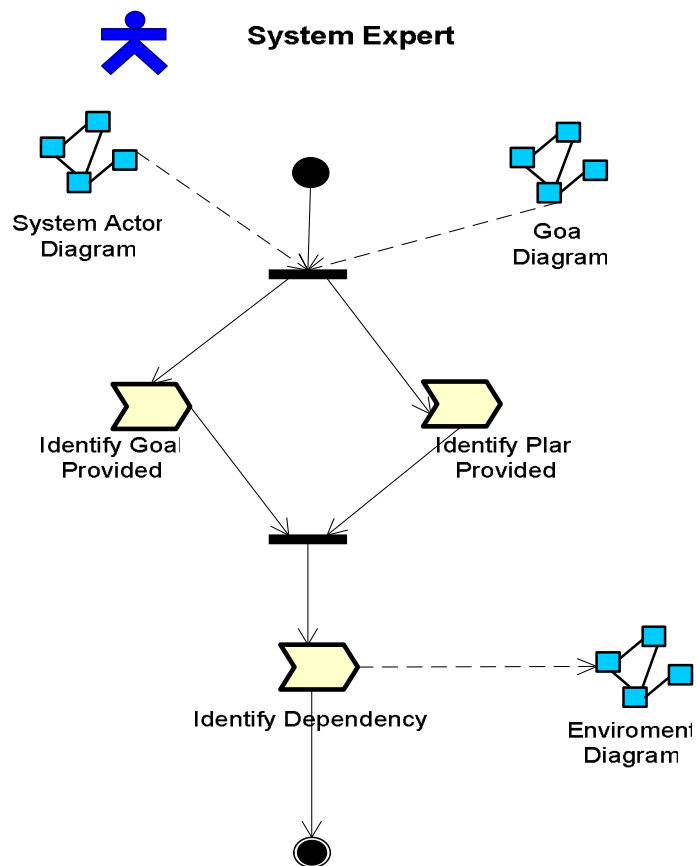 System Expert
System Actor
Diagram
Goa
Diagram
Identify Goal
Provided
Identify Plar
Provided
Identify Dependency
Enviroment
Diagram